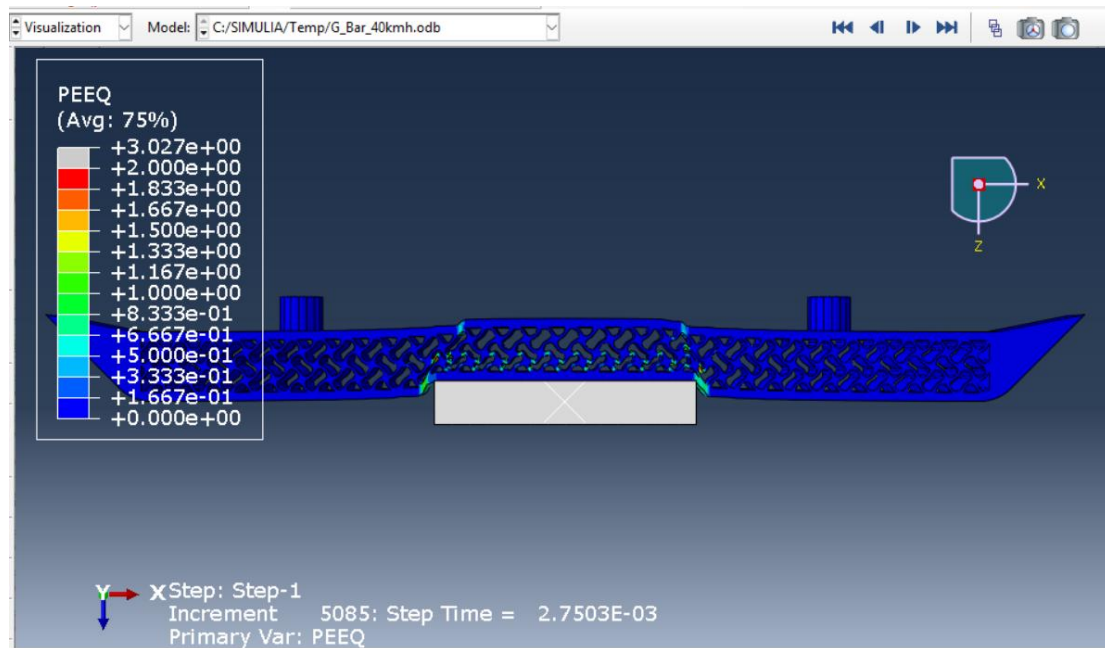 Visualization Model: C:/SIMULIA/Temp/G_Bar_40kmh.odb
PEEQ
(Avg: 75%)
+3.027e+00
+2.000e+00
+1.833e+00
+1.667e+00
+1.500e+00
+1.333e+00
+1.167e+00
+1.000e+00
+8.333e-01
+6.667e-01
+5.000e-01
+3.333e-01
+1.667e-01
+0.000e+00
X
Z
Y X
Step: Step-1
Increment 5085: Step Time = 2.7503E-03
Primary Var: PEEQ